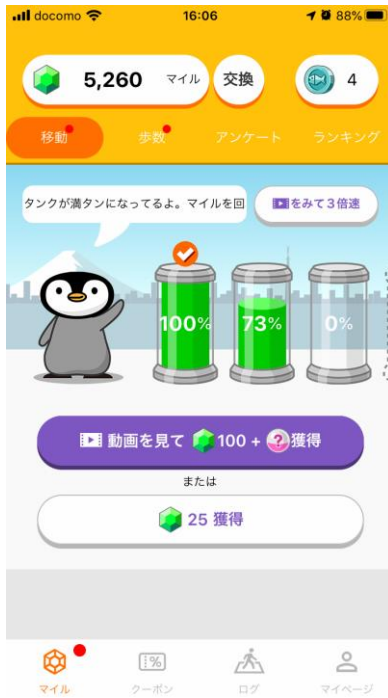 docomo 16:06 88%
5,260 マイル 交換 4
移動 歩数 アンケート ランキング
タンクが満タンになってるよ。マイルを回 をみて3倍速
100% 73% 0%
動画を見て 100 + ? 獲得
または
25 獲得
マイル クーポン ログ マイページ